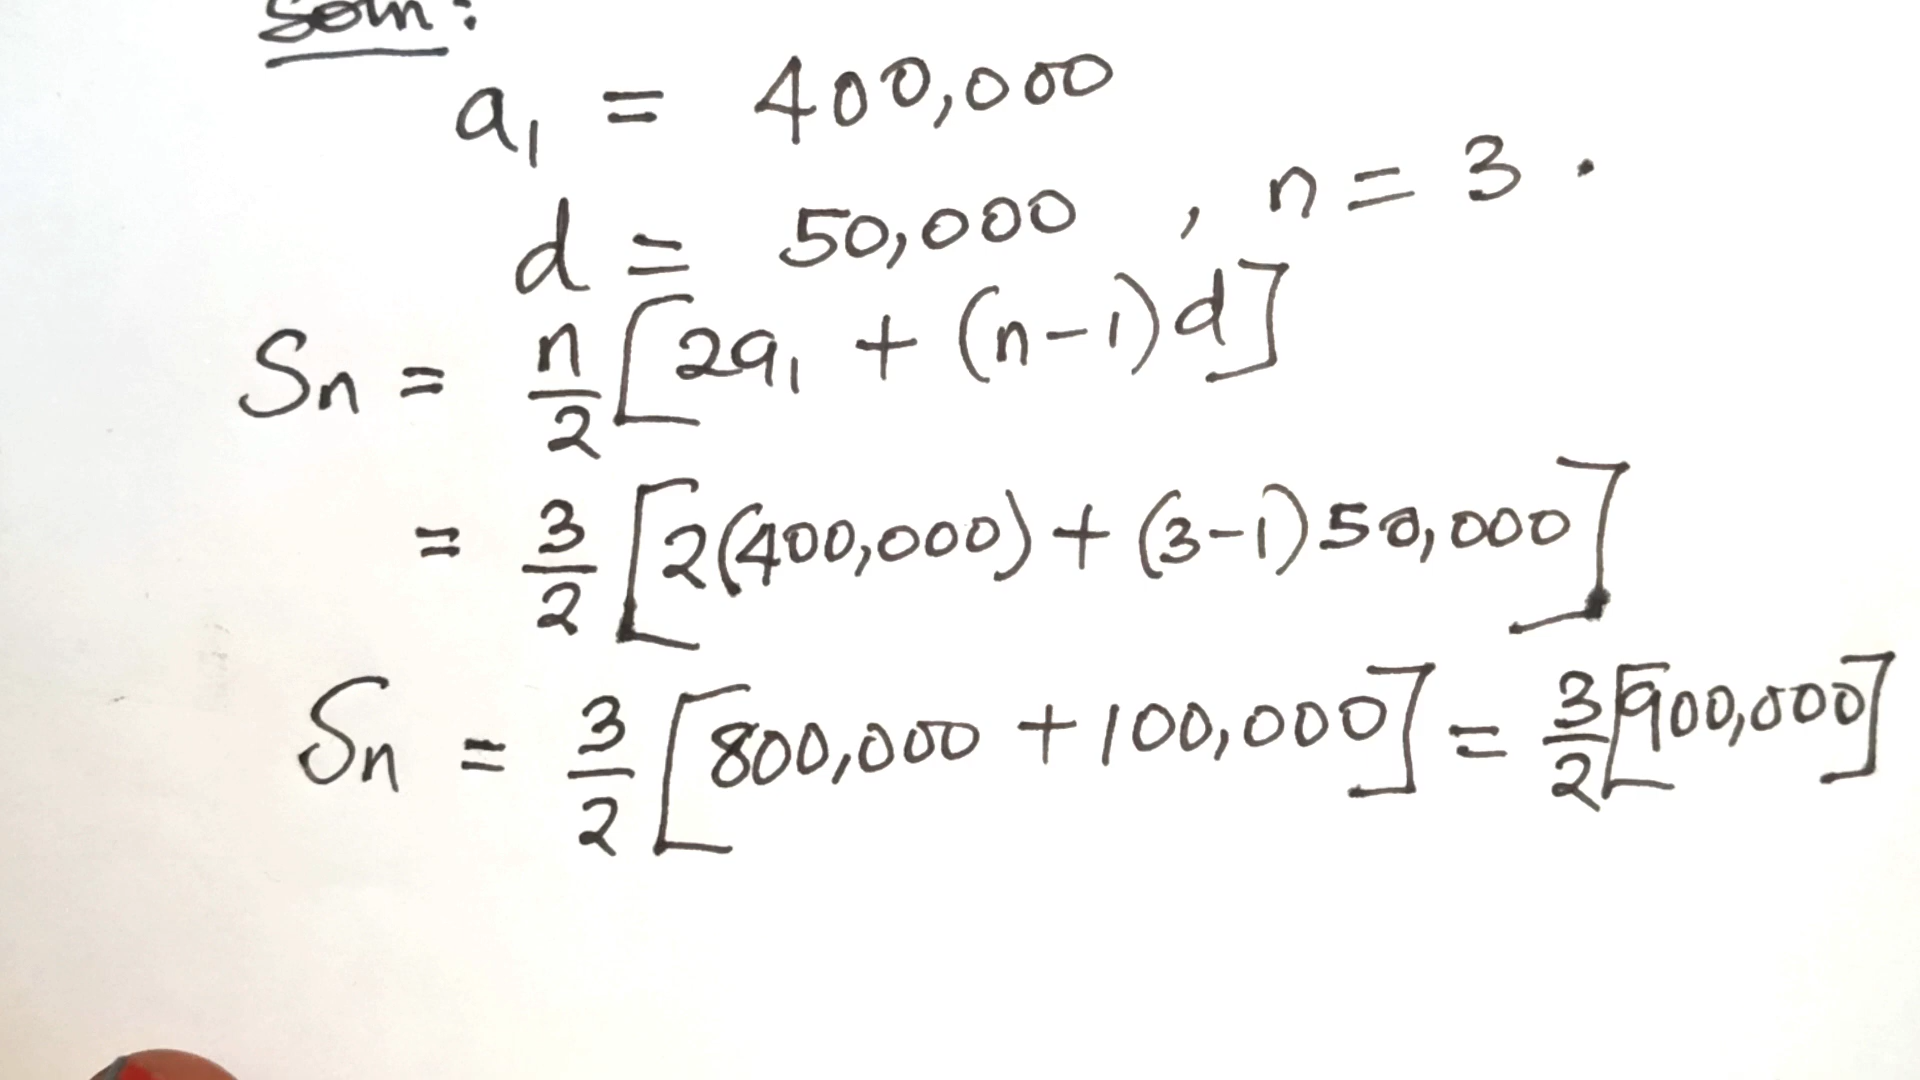 Soln:
a₁ = 400,000
d = 50,000 , n = 3 .
Sn = n/2 [2a₁ + (n-1)d]
= 3/2 [2(400,000) + (3-1)50,000]
Sn = 3/2 [800,000 + 100,000] = 3/2 [900,000]